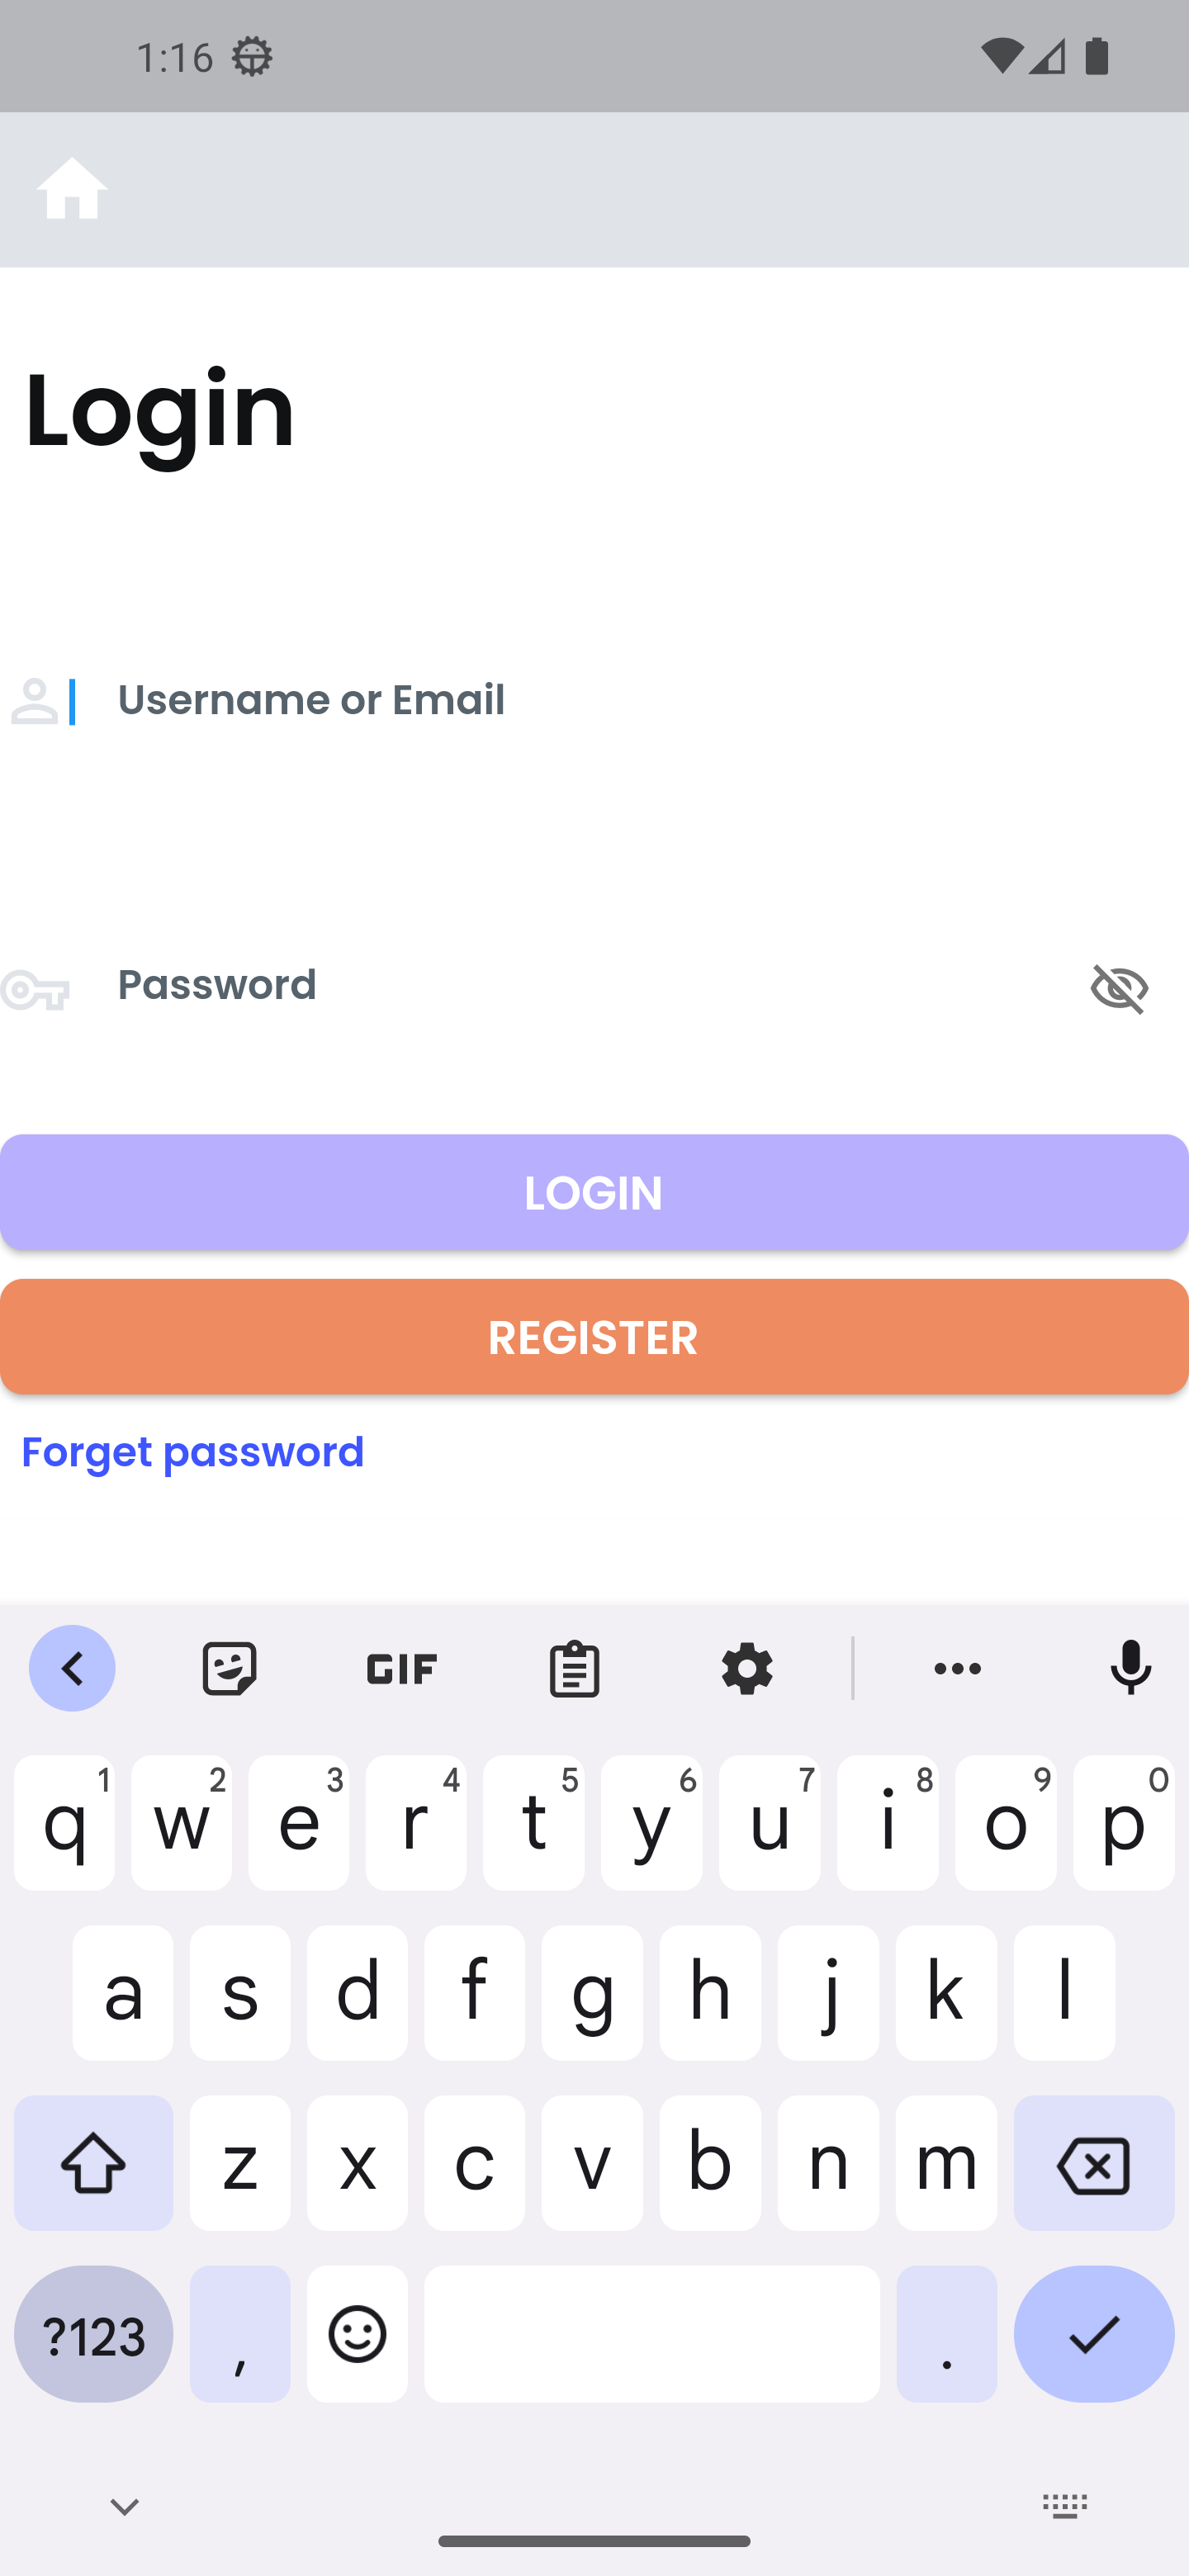 1:16
Login
Username or Email
Password
LOGIN
REGISTER
Forget password
GIF
q1 w2 e3 r4 t5 y6 u7 i8 o9 p0
a s d f g h j k l
z x c v b n m
?123 , .